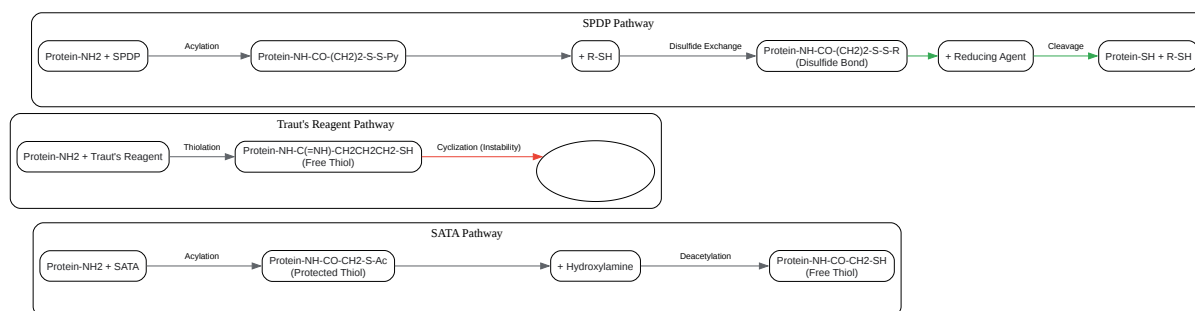 SPDP Pathway
Protein-NH2 + SPDP
Acylation
Protein-NH-CO-(CH2)2-S-S-Py
+ R-SH
Disulfide Exchange
Protein-NH-CO-(CH2)2-S-S-R
(Disulfide Bond)
+ Reducing Agent
Cleavage
Protein-SH + R-SH
Traut's Reagent Pathway
Protein-NH2 + Traut's Reagent
Thiolation
Protein-NH-C(=NH)-CH2CH2CH2-SH
(Free Thiol)
Cyclization (Instability)
SATA Pathway
Protein-NH2 + SATA
Acylation
Protein-NH-CO-CH2-S-Ac
(Protected Thiol)
+ Hydroxylamine
Deacetylation
Protein-NH-CO-CH2-SH
(Free Thiol)